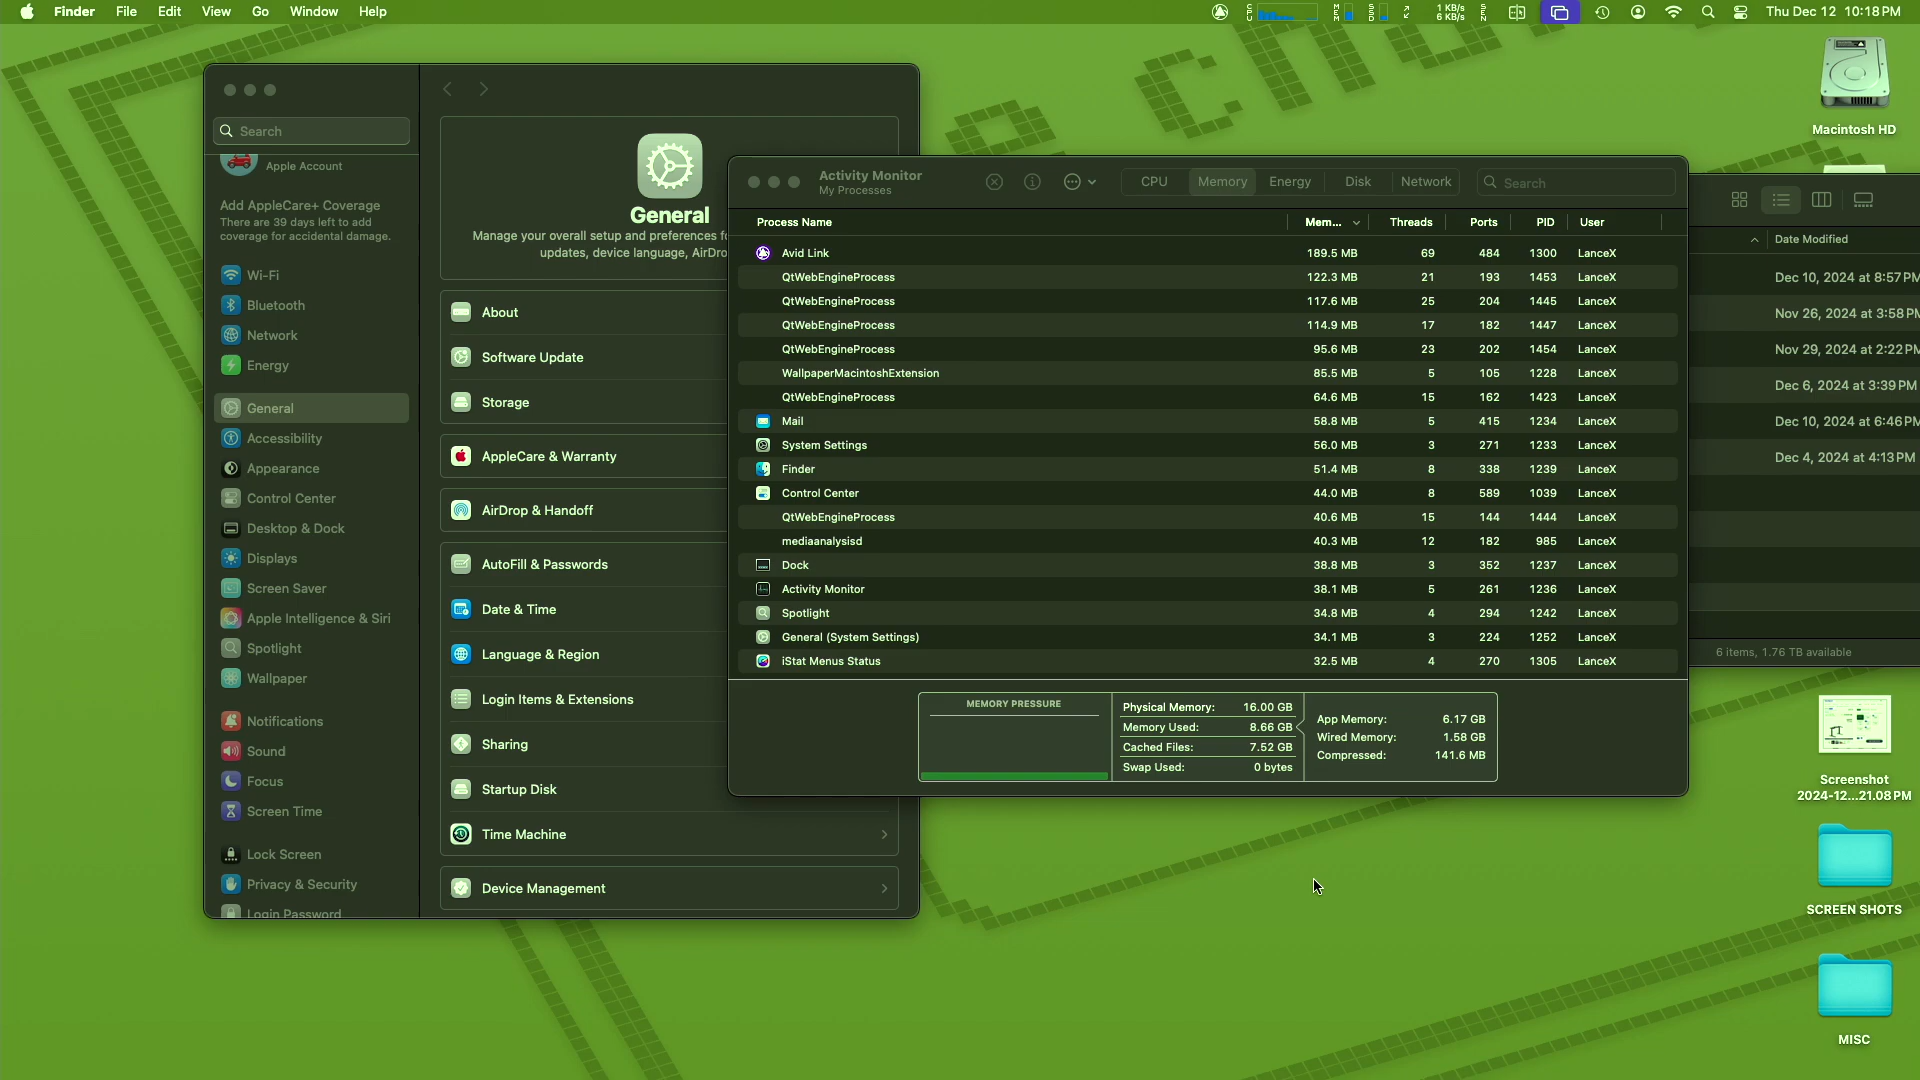 Finder File Edit View Go Window Help
CPU MEM SSD 1 KB/s 6 KB/s SEN Thu Dec 12 10:18 PM
Macintosh HD
Search
Apple Account
Add AppleCare+ Coverage
There are 39 days left to add
coverage for accidental damage.
Wi-Fi
Bluetooth
Network
Energy
General
Accessibility
Appearance
Control Center
Desktop & Dock
Displays
Screen Saver
Apple Intelligence & Siri
Spotlight
Wallpaper
Notifications
Sound
Focus
Screen Time
Lock Screen
Privacy & Security
Login Password
General
Manage your overall setup and preferences f
updates, device language, AirDro
About
Software Update
Storage
AppleCare & Warranty
AirDrop & Handoff
AutoFill & Passwords
Date & Time
Language & Region
Login Items & Extensions
Sharing
Startup Disk
Time Machine
Device Management
Activity Monitor
My Processes
CPU Memory Energy Disk Network Search
Process Name Mem... Threads Ports PID User
Avid Link 189.5 MB 69 484 1300 LanceX
QtWebEngineProcess 122.3 MB 21 193 1453 LanceX
QtWebEngineProcess 117.6 MB 25 204 1445 LanceX
QtWebEngineProcess 114.9 MB 17 182 1447 LanceX
QtWebEngineProcess 95.6 MB 23 202 1454 LanceX
WallpaperMacintoshExtension 85.5 MB 5 105 1228 LanceX
QtWebEngineProcess 64.6 MB 15 162 1423 LanceX
Mail 58.8 MB 5 415 1234 LanceX
System Settings 56.0 MB 3 271 1233 LanceX
Finder 51.4 MB 8 338 1239 LanceX
Control Center 44.0 MB 8 589 1039 LanceX
QtWebEngineProcess 40.6 MB 15 144 1444 LanceX
mediaanalysisd 40.3 MB 12 182 985 LanceX
Dock 38.8 MB 3 352 1237 LanceX
Activity Monitor 38.1 MB 5 261 1236 LanceX
Spotlight 34.8 MB 4 294 1242 LanceX
General (System Settings) 34.1 MB 3 224 1252 LanceX
iStat Menus Status 32.5 MB 4 270 1305 LanceX
MEMORY PRESSURE
Physical Memory: 16.00 GB
Memory Used: 8.66 GB
Cached Files: 7.52 GB
Swap Used: 0 bytes
App Memory: 6.17 GB
Wired Memory: 1.58 GB
Compressed: 141.6 MB
Date Modified
Dec 10, 2024 at 8:57 PM
Nov 26, 2024 at 3:58 PM
Nov 29, 2024 at 2:22 PM
Dec 6, 2024 at 3:39 PM
Dec 10, 2024 at 6:46 PM
Dec 4, 2024 at 4:13 PM
6 items, 1.76 TB available
Screenshot
2024-12...21.08 PM
SCREEN SHOTS
MISC